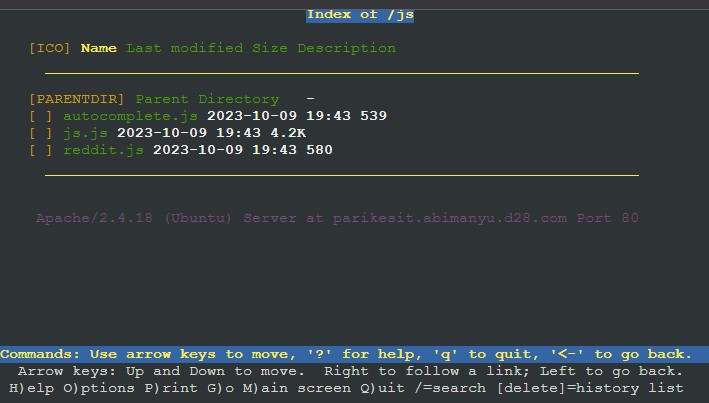 Index of /js
[ICO] Name Last modified Size Description
[PARENTDIR] Parent Directory -
[ ] autocomplete.js 2023-10-09 19:43 539
[ ] js.js 2023-10-09 19:43 4.2K
[ ] reddit.js 2023-10-09 19:43 580
Apache/2.4.18 (Ubuntu) Server at parikesit.abimanyu.d28.com Port 80
Commands: Use arrow keys to move, '?' for help, 'q' to quit, '<-' to go back.
Arrow keys: Up and Down to move. Right to follow a link; Left to go back.
H)elp O)ptions P)rint G)o M)ain screen Q)uit /=search [delete]=history list